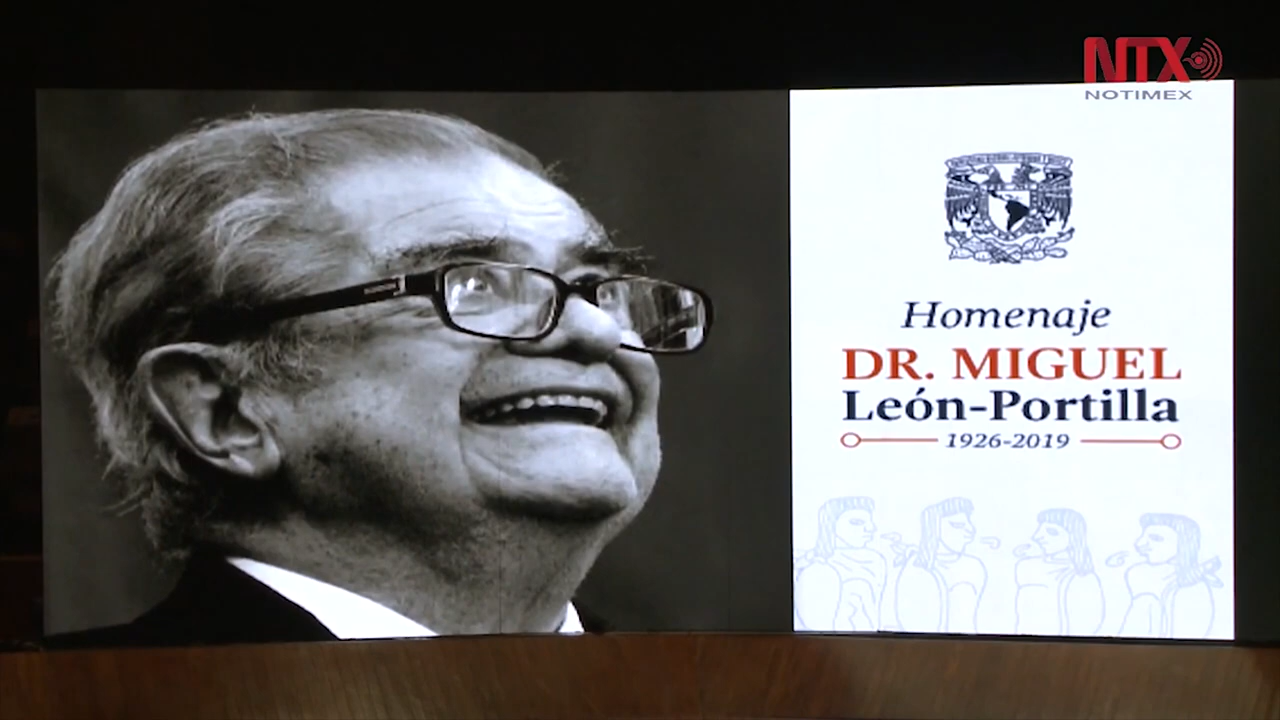 NTX
NOTIMEX
Homenaje
DR. MIGUEL
León-Portilla
1926-2019